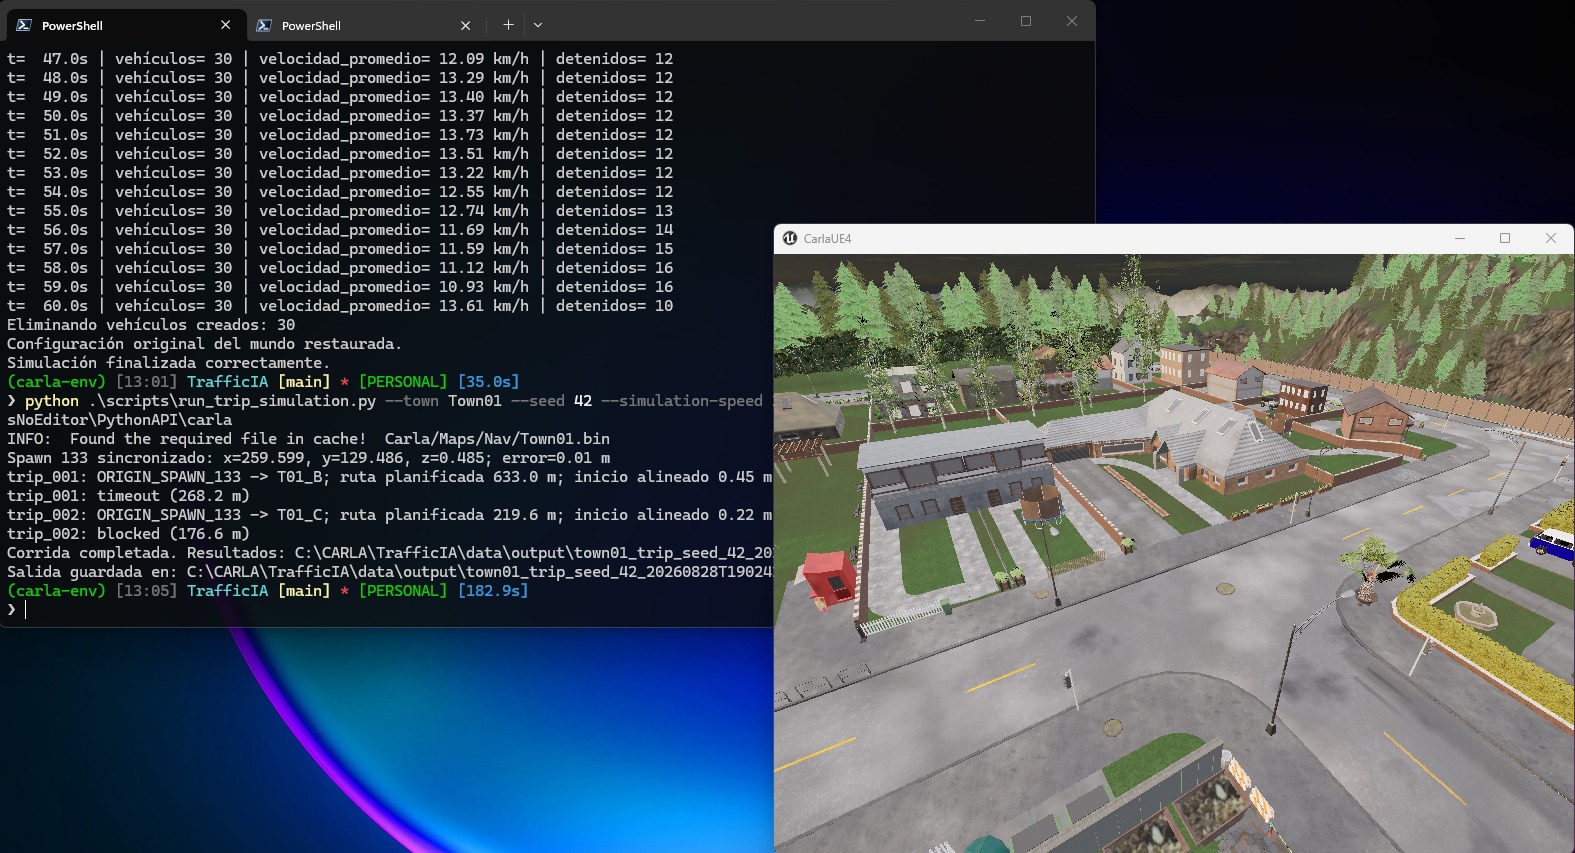 PowerShell
PowerShell
t=  47.0s | vehículos= 30 | velocidad_promedio= 12.09 km/h | detenidos= 12
t=  48.0s | vehículos= 30 | velocidad_promedio= 13.29 km/h | detenidos= 12
t=  49.0s | vehículos= 30 | velocidad_promedio= 13.40 km/h | detenidos= 12
t=  50.0s | vehículos= 30 | velocidad_promedio= 13.37 km/h | detenidos= 12
t=  51.0s | vehículos= 30 | velocidad_promedio= 13.73 km/h | detenidos= 12
t=  52.0s | vehículos= 30 | velocidad_promedio= 13.51 km/h | detenidos= 12
t=  53.0s | vehículos= 30 | velocidad_promedio= 13.22 km/h | detenidos= 12
t=  54.0s | vehículos= 30 | velocidad_promedio= 12.55 km/h | detenidos= 12
t=  55.0s | vehículos= 30 | velocidad_promedio= 12.74 km/h | detenidos= 13
t=  56.0s | vehículos= 30 | velocidad_promedio= 11.69 km/h | detenidos= 14
t=  57.0s | vehículos= 30 | velocidad_promedio= 11.59 km/h | detenidos= 15
t=  58.0s | vehículos= 30 | velocidad_promedio= 11.12 km/h | detenidos= 16
t=  59.0s | vehículos= 30 | velocidad_promedio= 10.93 km/h | detenidos= 16
t=  60.0s | vehículos= 30 | velocidad_promedio= 13.61 km/h | detenidos= 10
Eliminando vehículos creados: 30
Configuración original del mundo restaurada.
Simulación finalizada correctamente.
(carla-env) [13:01] TrafficIA [main] * [PERSONAL] [35.0s]
❯ python .\scripts\run_trip_simulation.py --town Town01 --seed 42 --simulation-speed
sNoEditor\PythonAPI\carla
INFO:  Found the required file in cache!  Carla/Maps/Nav/Town01.bin
Spawn 133 sincronizado: x=259.599, y=129.486, z=0.485; error=0.01 m
trip_001: ORIGIN_SPAWN_133 -> T01_B; ruta planificada 633.0 m; inicio alineado 0.45 m
trip_001: timeout (268.2 m)
trip_002: ORIGIN_SPAWN_133 -> T01_C; ruta planificada 219.6 m; inicio alineado 0.22 m
trip_002: blocked (176.6 m)
Corrida completada. Resultados: C:\CARLA\TrafficIA\data\output\town01_trip_seed_42_20
Salida guardada en: C:\CARLA\TrafficIA\data\output\town01_trip_seed_42_20260828T19024
(carla-env) [13:05] TrafficIA [main] * [PERSONAL] [182.9s]
❯
CarlaUE4